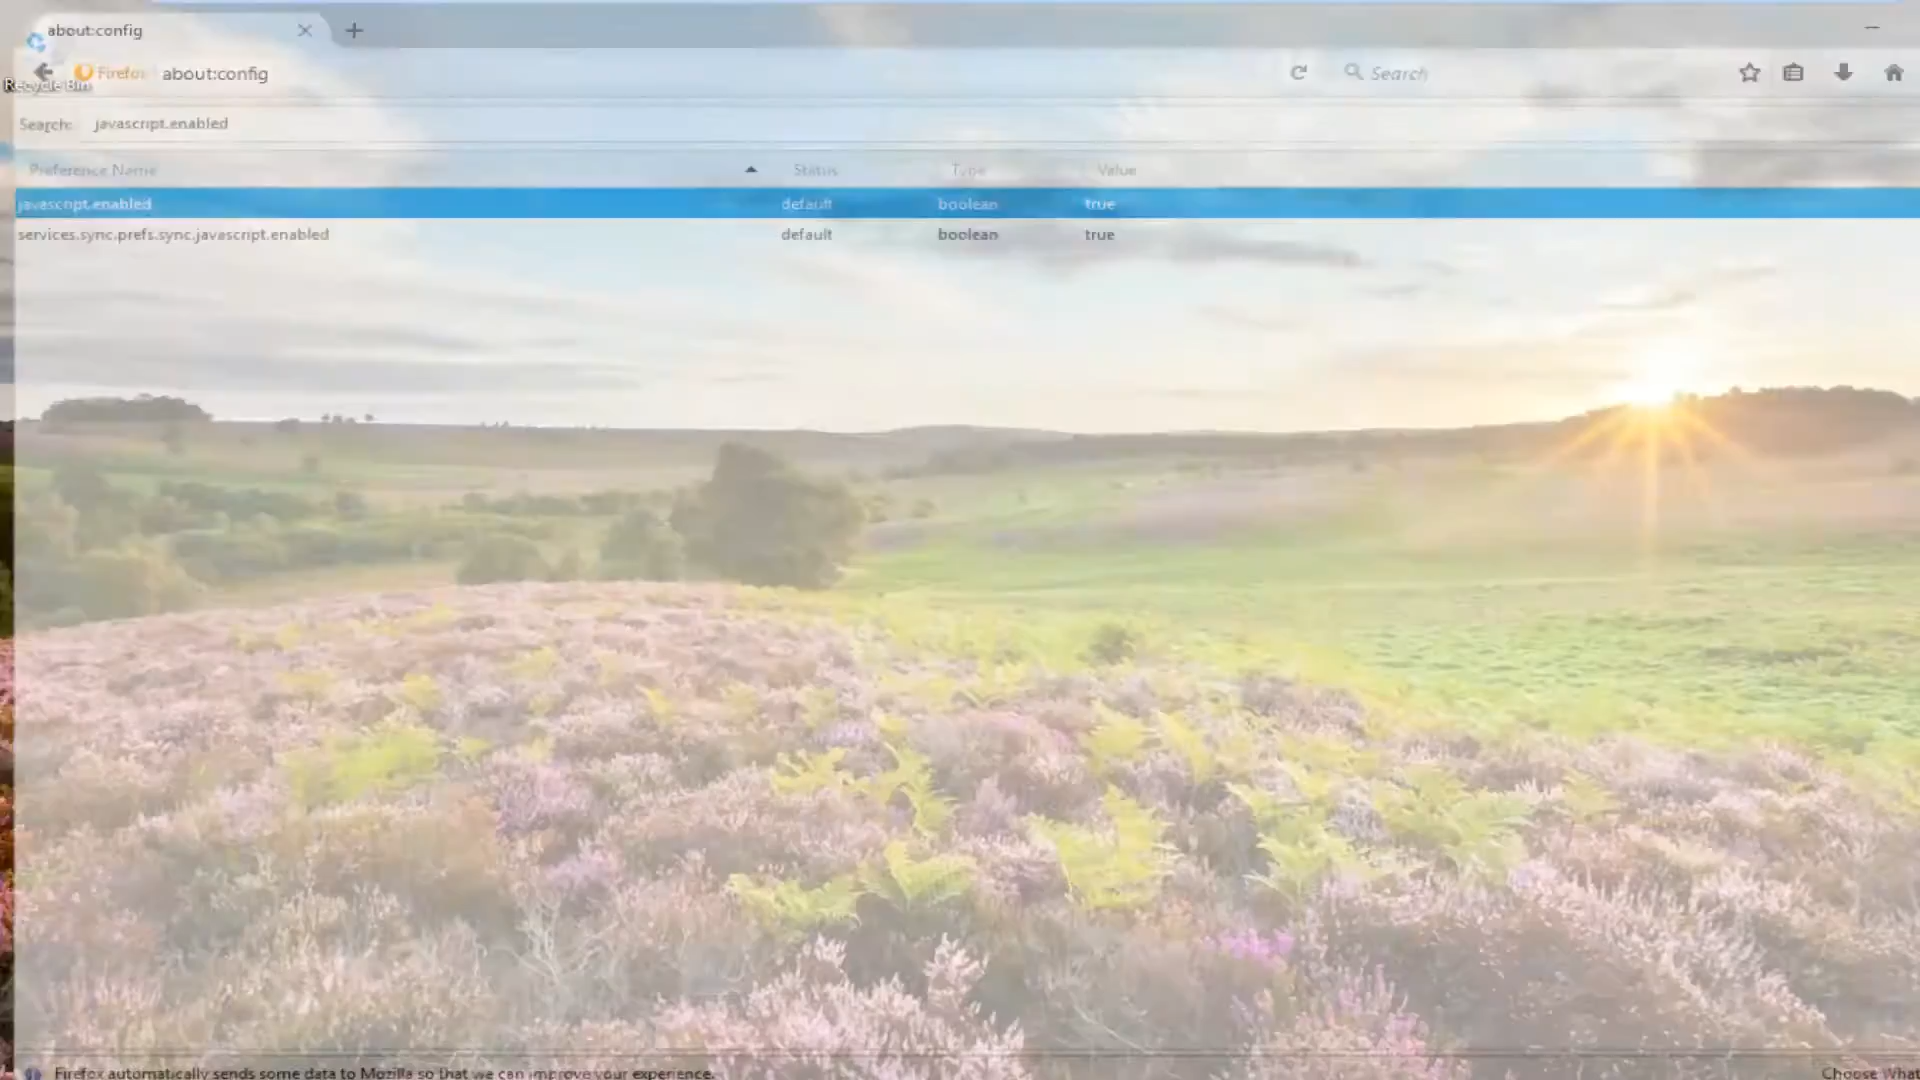 about:config
Recycle Bin
Firefox about:config
Search
Search: javascript.enabled
Preference Name Status Type Value
javascript.enabled default boolean true
services.sync.prefs.sync.javascript.enabled default boolean true
Firefox automatically sends some data to Mozilla so that we can improve your experience.
Choose What